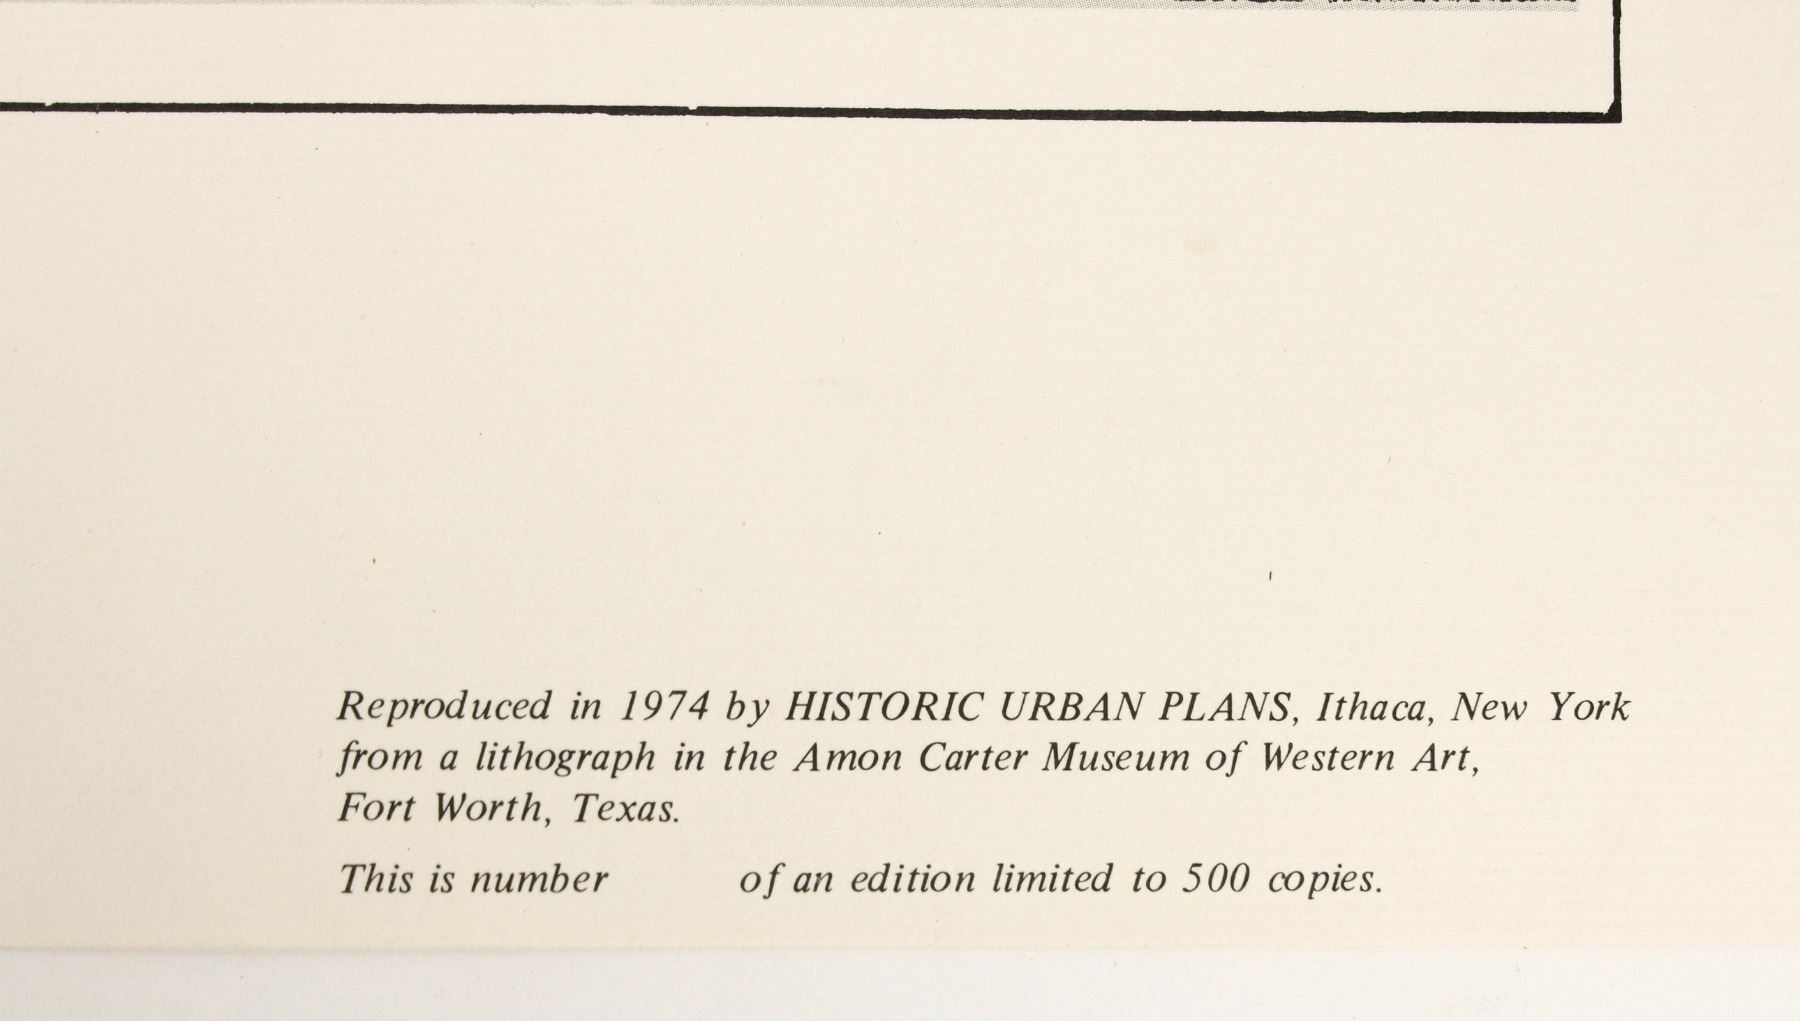 Reproduced in 1974 by HISTORIC URBAN PLANS, Ithaca, New York
from a lithograph in the Amon Carter Museum of Western Art,
Fort Worth, Texas.
This is number of an edition limited to 500 copies.